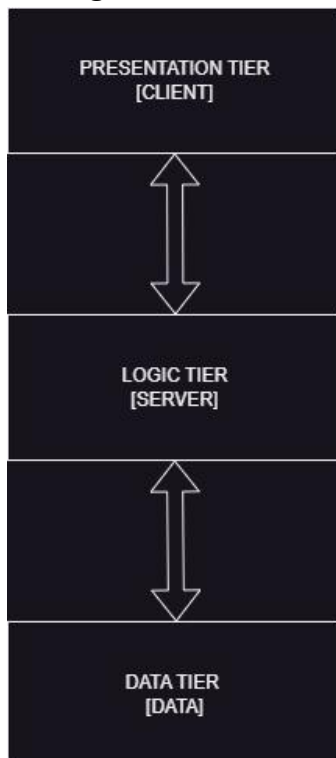 PRESENTATION TIER
[CLIENT]
LOGIC TIER
[SERVER]
DATA TIER
[DATA]